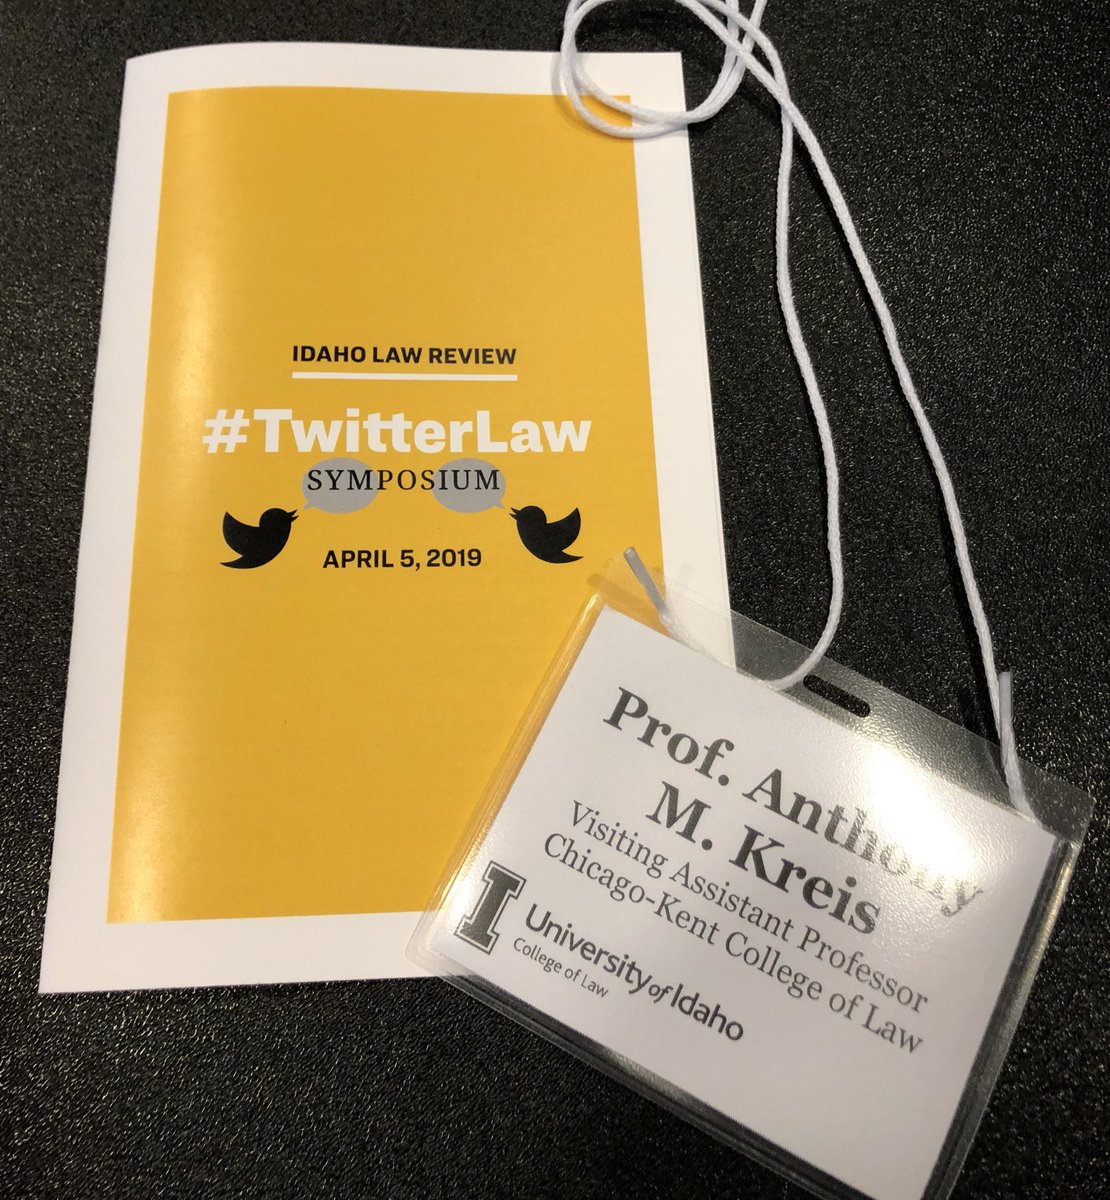 IDAHO LAW REVIEW
#TwitterLaw
SYMPOSIUM
APRIL 5, 2019
Prof. Anthony
M. Kreis
Visiting Assistant Professor
Chicago-Kent College of Law
I
University of Idaho
College of Law